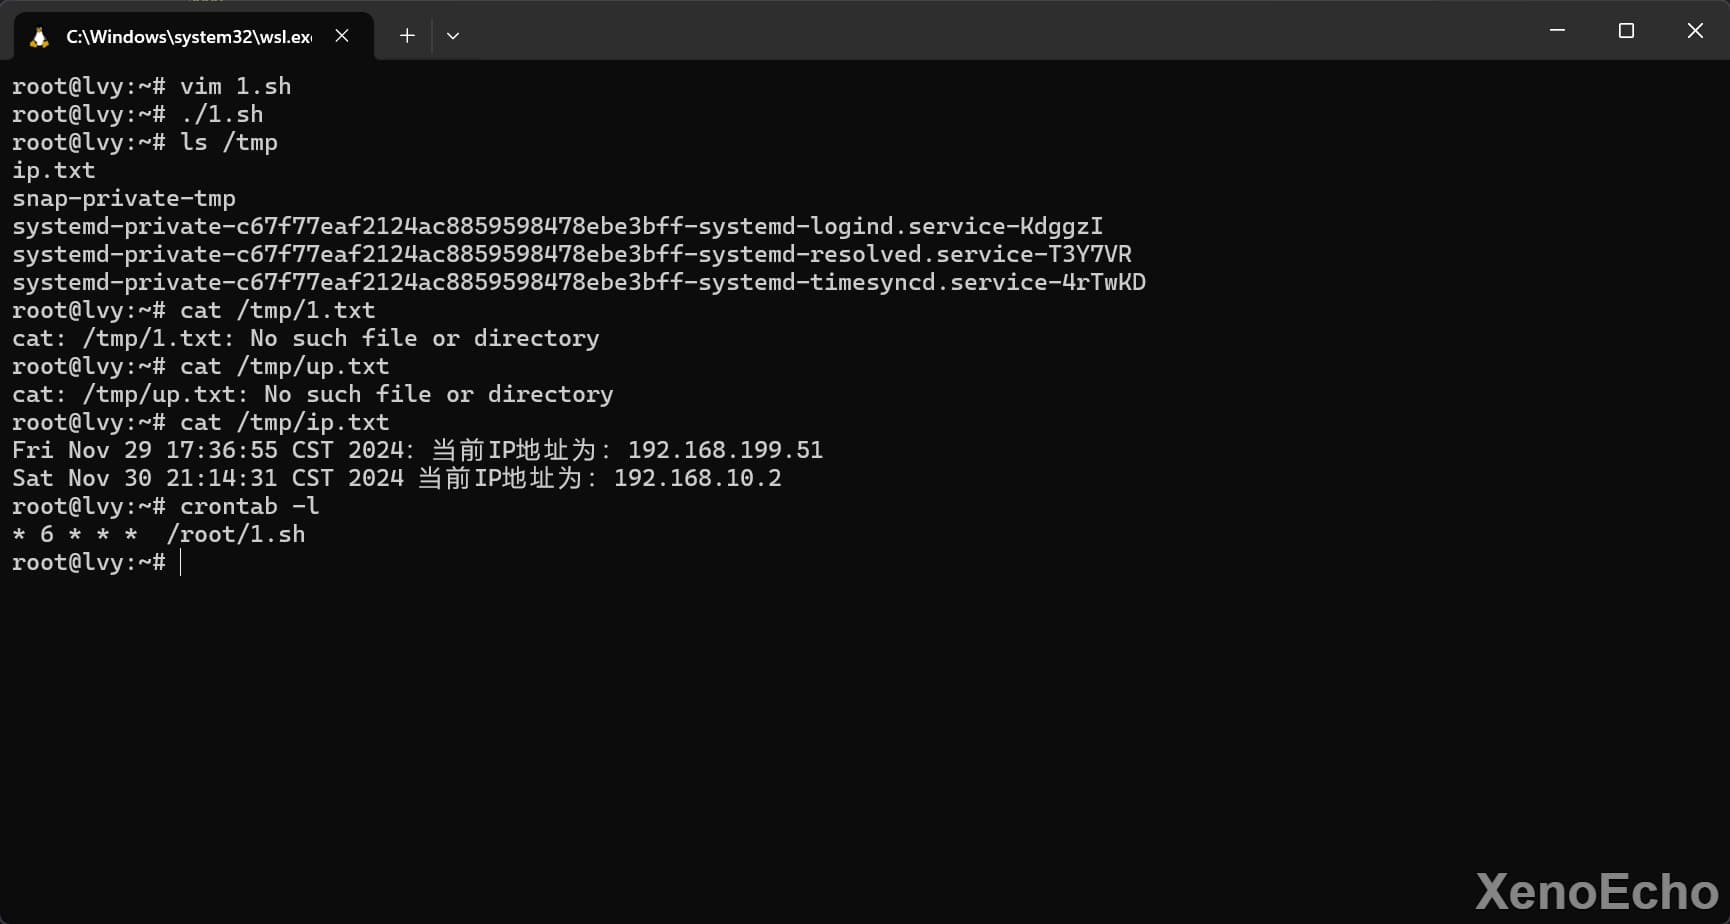 C:\Windows\system32\wsl.ex
root@lvy:~# vim 1.sh
root@lvy:~# ./1.sh
root@lvy:~# ls /tmp
ip.txt
snap-private-tmp
systemd-private-c67f77eaf2124ac8859598478ebe3bff-systemd-logind.service-KdggzI
systemd-private-c67f77eaf2124ac8859598478ebe3bff-systemd-resolved.service-T3Y7VR
systemd-private-c67f77eaf2124ac8859598478ebe3bff-systemd-timesyncd.service-4rTwKD
root@lvy:~# cat /tmp/1.txt
cat: /tmp/1.txt: No such file or directory
root@lvy:~# cat /tmp/up.txt
cat: /tmp/up.txt: No such file or directory
root@lvy:~# cat /tmp/ip.txt
Fri Nov 29 17:36:55 CST 2024：当前IP地址为：192.168.199.51
Sat Nov 30 21:14:31 CST 2024 当前IP地址为：192.168.10.2
root@lvy:~# crontab -l
* 6 * * *  /root/1.sh
root@lvy:~#
XenoEcho